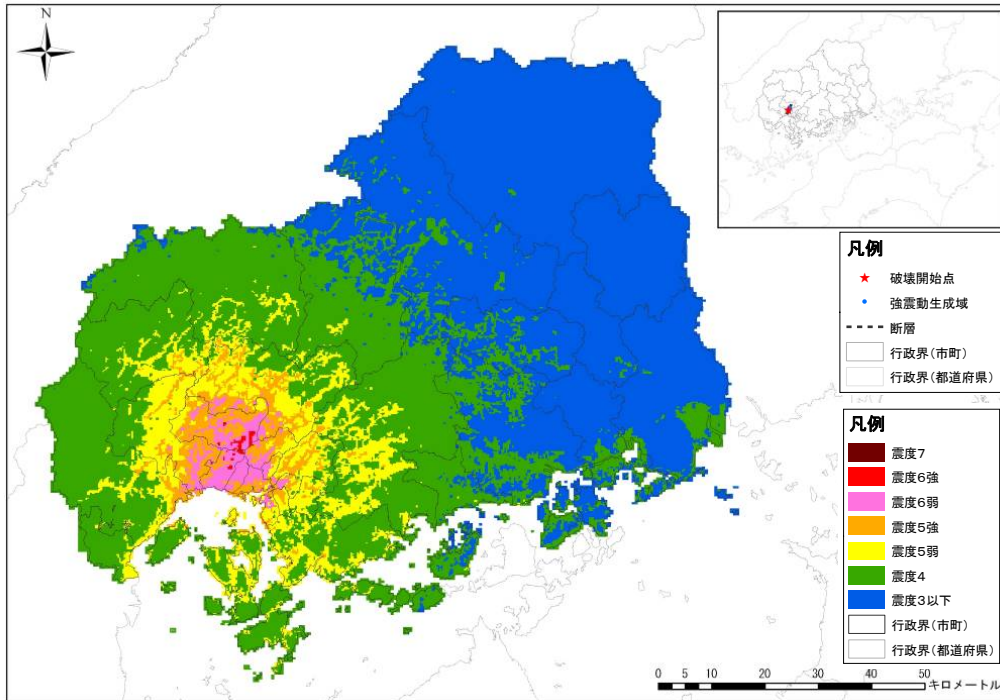 N
凡例
破壊開始点
強震動生成域
断層
行政界(市町)
行政界(都道府県)
凡例
震度7
震度6強
震度6弱
震度5強
震度5弱
震度4
震度3以下
行政界(市町)
行政界(都道府県)
0 5 10 20 30 40 50
キロメートル